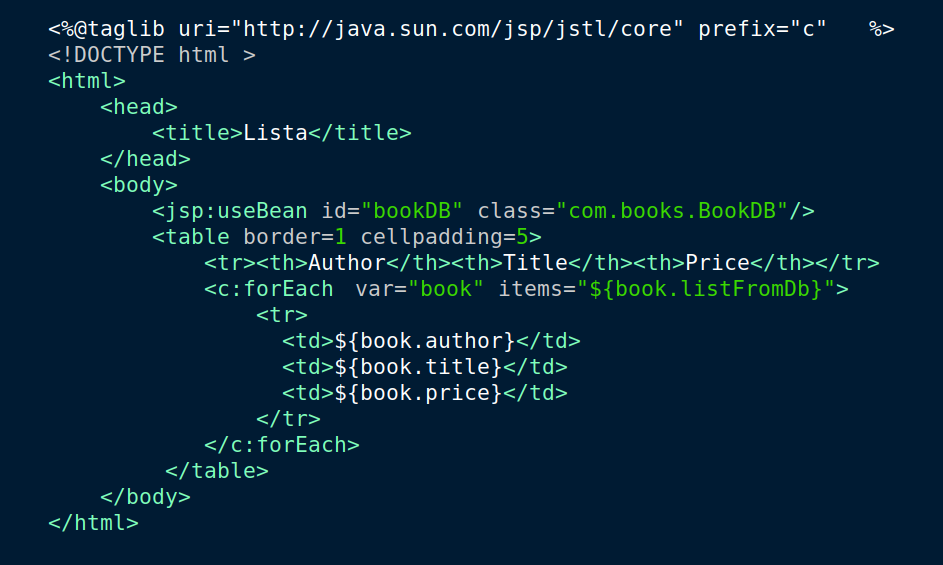 <%@taglib uri="http://java.sun.com/jsp/jstl/core" prefix="c"   %>
<!DOCTYPE html >
<html>
    <head>
        <title>Lista</title>
    </head>
    <body>
        <jsp:useBean id="bookDB" class="com.books.BookDB"/>
        <table border=1 cellpadding=5>
            <tr><th>Author</th><th>Title</th><th>Price</th></tr>
            <c:forEach  var="book" items="${book.listFromDb}">
                <tr>
                  <td>${book.author}</td>
                  <td>${book.title}</td>
                  <td>${book.price}</td>
                </tr>
            </c:forEach>
         </table>
    </body>
</html>